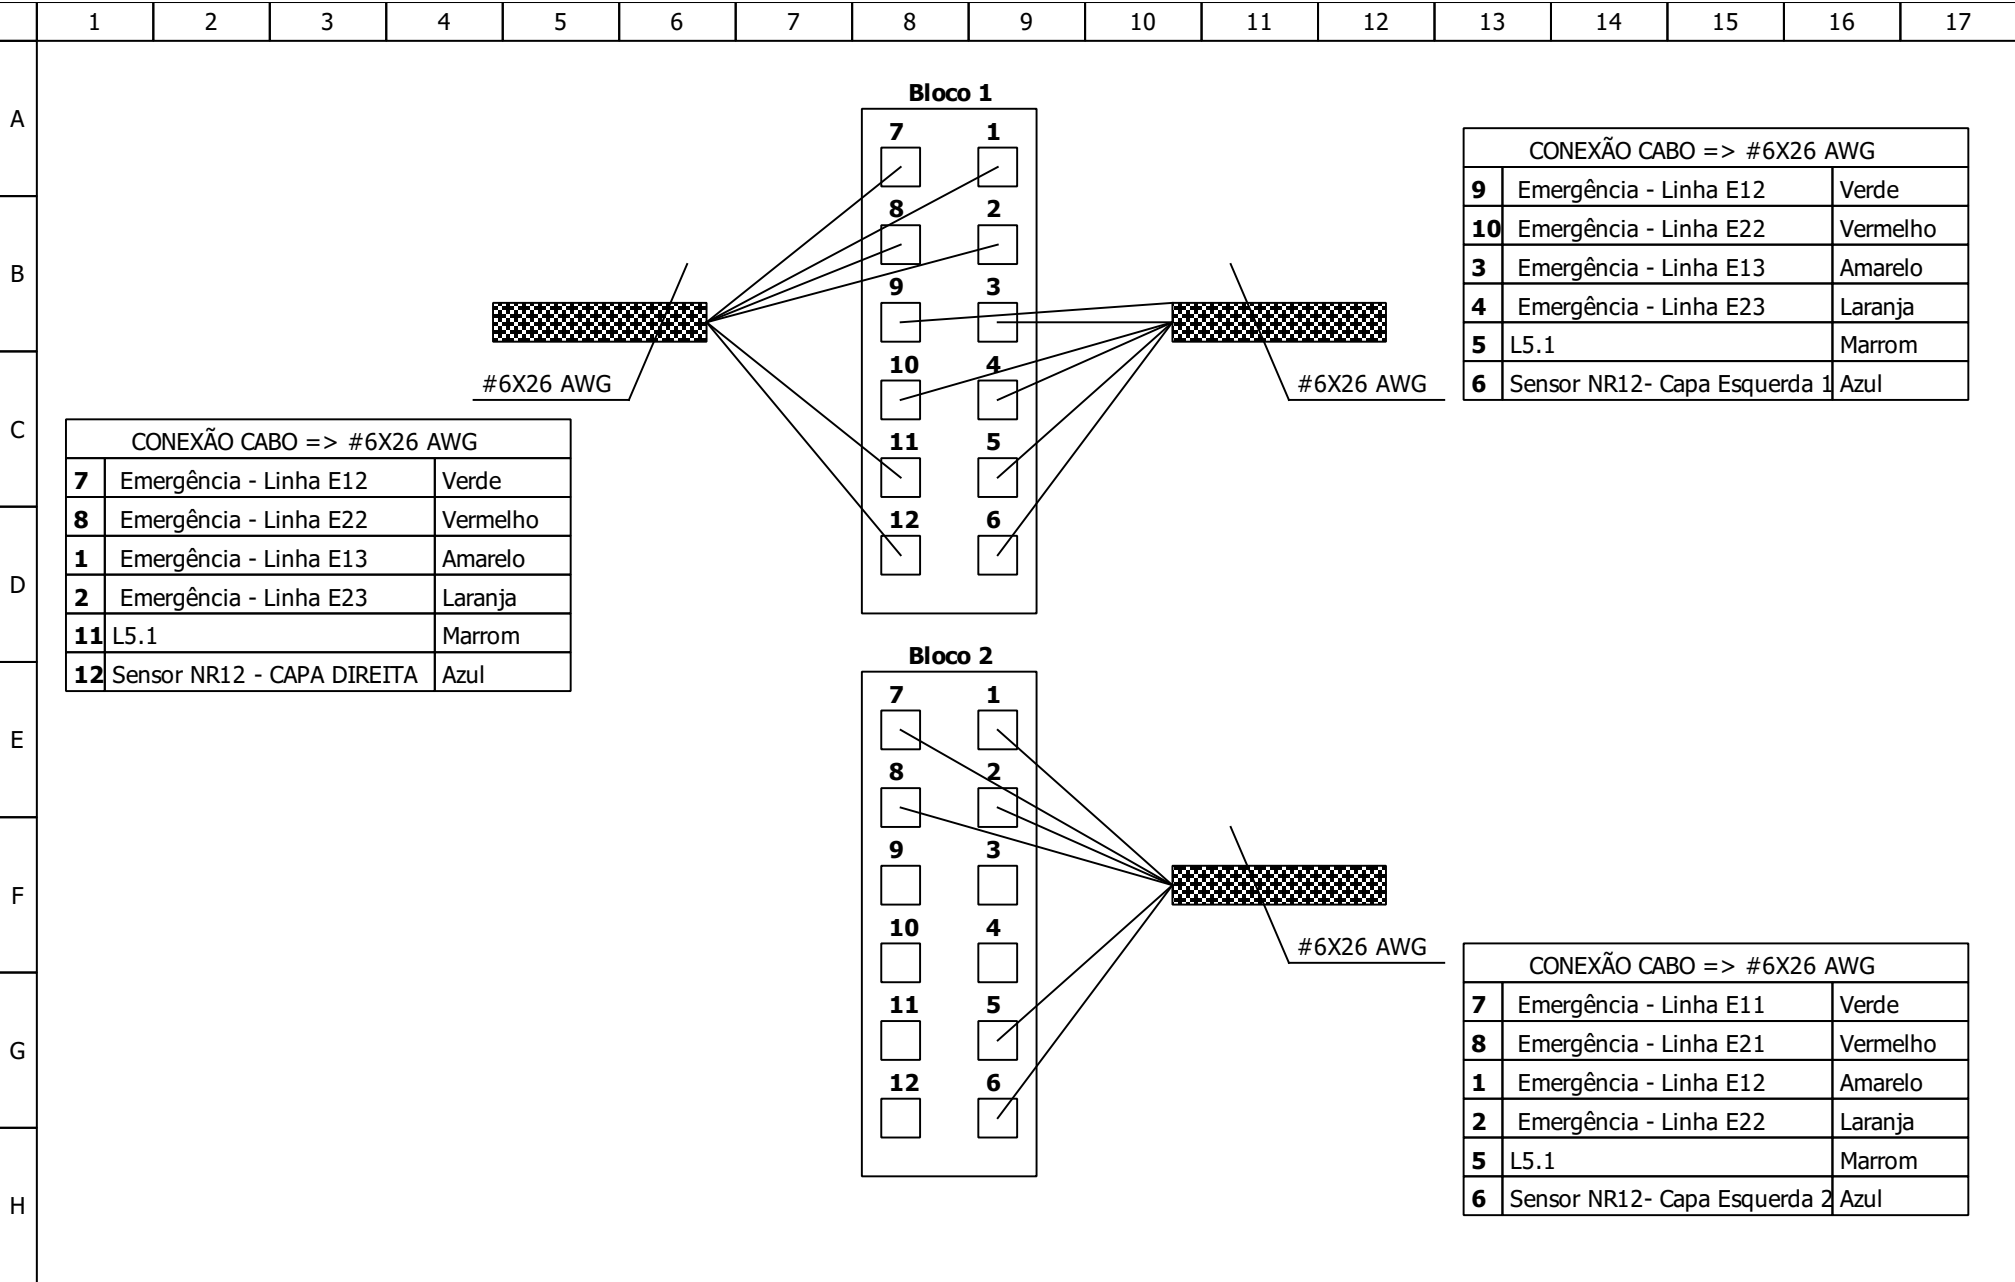 1 2 3 4 5 6 7 8 9 10 11 12 13 14 15 16 17
A
B
C
D
E
F
G
H
Bloco 1
7 1
8 2
9 3
10 4
11 5
12 6
#6X26 AWG
#6X26 AWG
CONEXÃO CABO => #6X26 AWG
9 Emergência - Linha E12 Verde
10 Emergência - Linha E22 Vermelho
3 Emergência - Linha E13 Amarelo
4 Emergência - Linha E23 Laranja
5 L5.1 Marrom
6 Sensor NR12- Capa Esquerda 1 Azul
CONEXÃO CABO => #6X26 AWG
7 Emergência - Linha E12 Verde
8 Emergência - Linha E22 Vermelho
1 Emergência - Linha E13 Amarelo
2 Emergência - Linha E23 Laranja
11 L5.1 Marrom
12 Sensor NR12 - CAPA DIREITA Azul
Bloco 2
7 1
8 2
9 3
10 4
11 5
12 6
#6X26 AWG
CONEXÃO CABO => #6X26 AWG
7 Emergência - Linha E11 Verde
8 Emergência - Linha E21 Vermelho
1 Emergência - Linha E12 Amarelo
2 Emergência - Linha E22 Laranja
5 L5.1 Marrom
6 Sensor NR12- Capa Esquerda 2 Azul